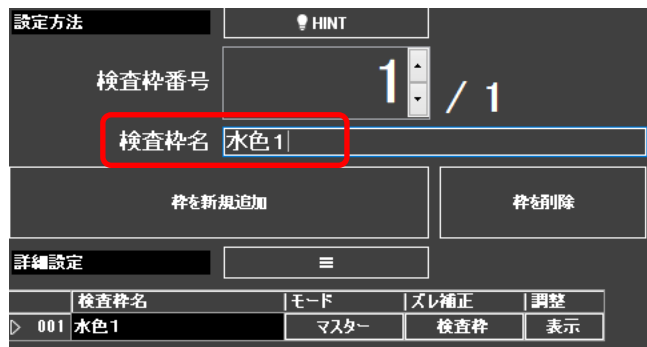 設定方法 HINT
検査枠番号 1 / 1
検査枠名 水色1
枠を新規追加 枠を削除
詳細設定 ≡
検査枠名 モード ズレ補正 調整
001 水色1 マスター 検査枠 表示